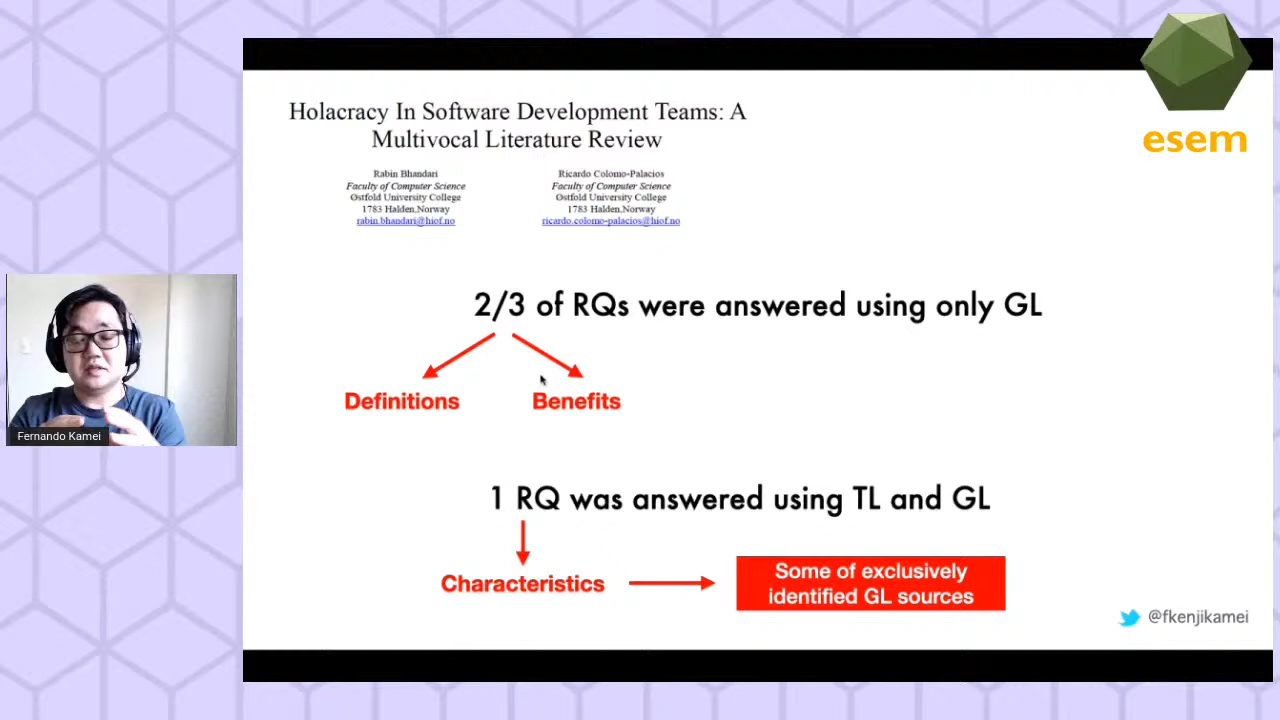 Holacracy In Software Development Teams: A
Multivocal Literature Review
Rabin Bhandari
Faculty of Computer Science
Ostfold University College
1783 Halden,Norway
rabin.bhandari@hiof.no
Ricardo Colomo-Palacios
Faculty of Computer Science
Ostfold University College
1783 Halden,Norway
ricardo.colomo-palacios@hiof.no
esem
2/3 of RQs were answered using only GL
Definitions
Benefits
Fernando Kamei
1 RQ was answered using TL and GL
Characteristics
Some of exclusively
identified GL sources
@fkenjikamei